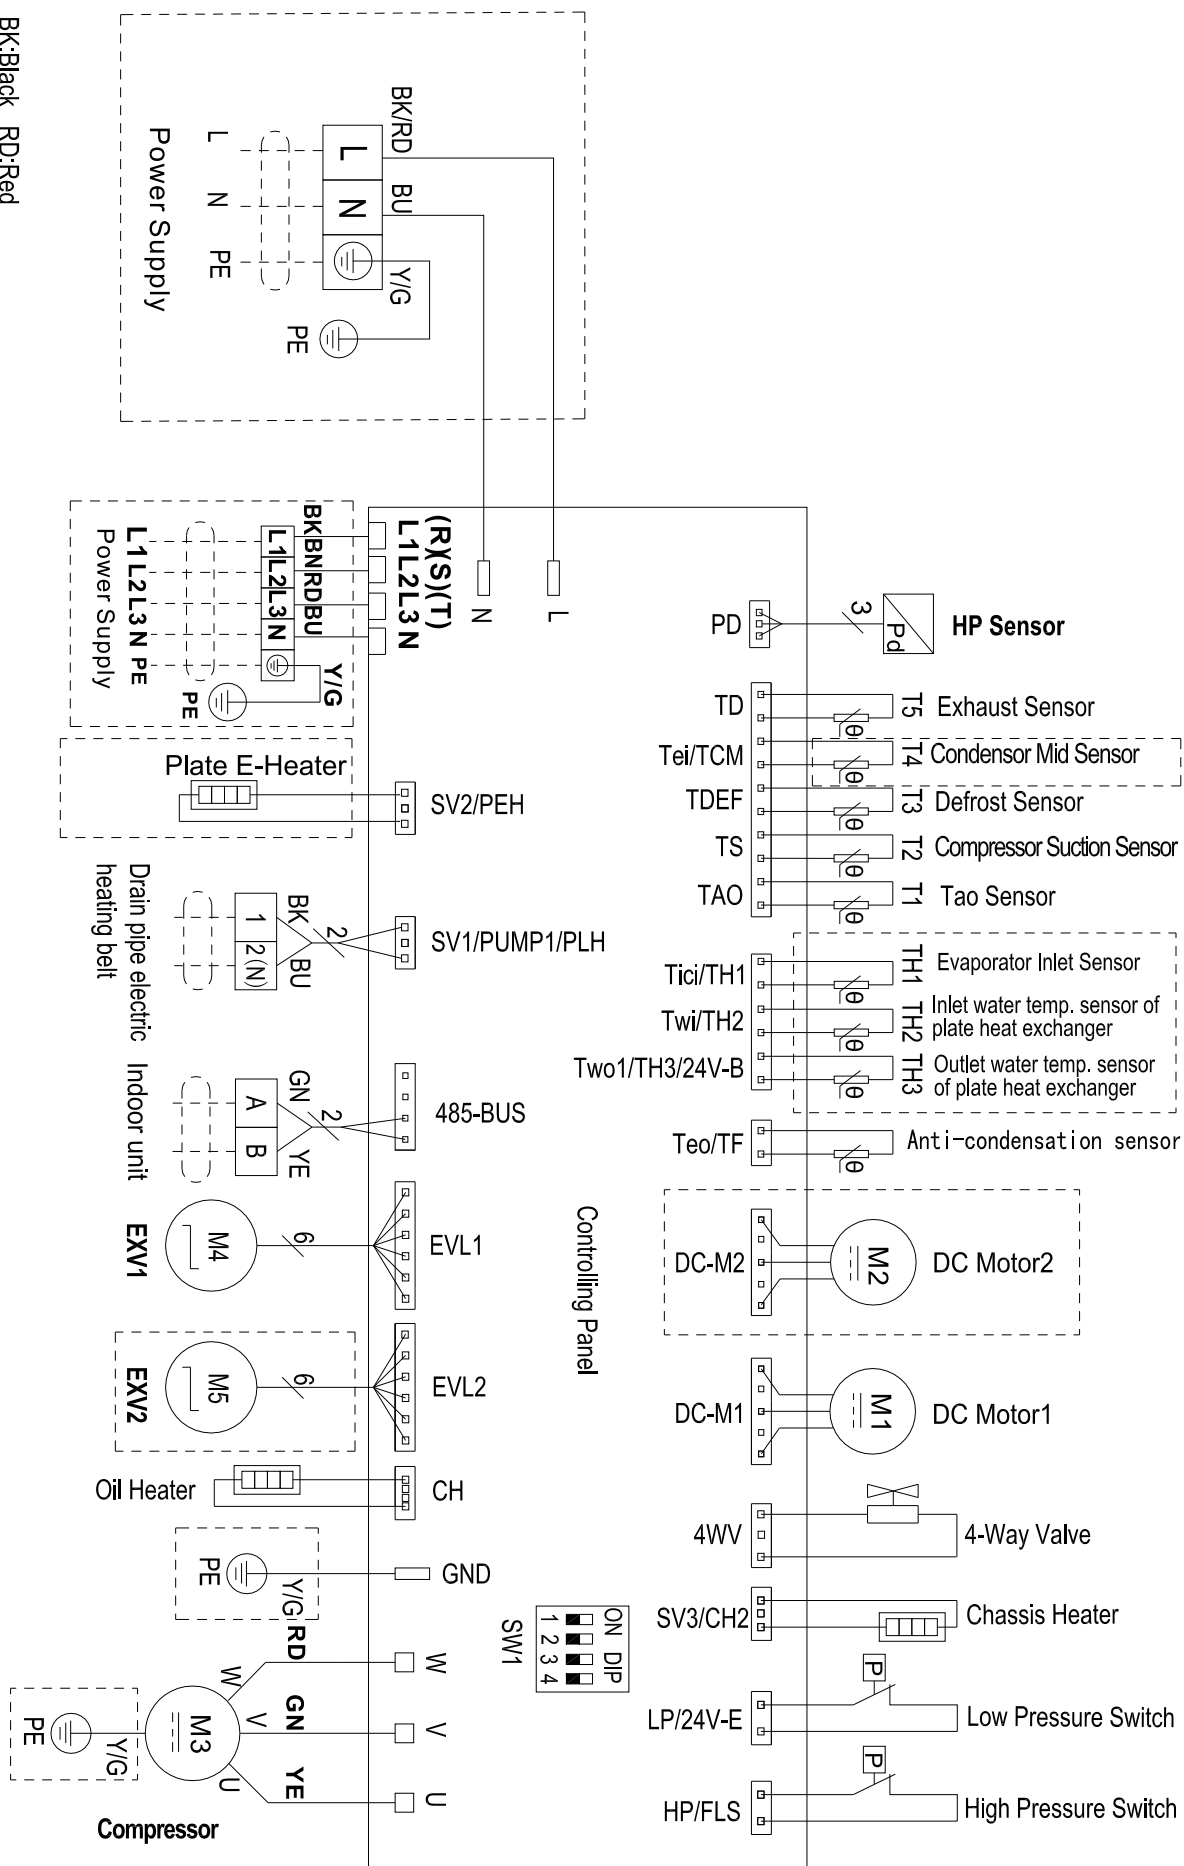 BK:Black RD:Red
Power Supply
L
N
PE
L
N
BK/RD
BU
Y/G
PE
N
L
Power Supply
L1 L2 L3 N PE
L1 L2 L3 N
BK BN RD BU
Y/G
PE
(R)(S)(T)
L1 L2 L3 N
Plate E-Heater
SV2/PEH
Drain pipe electric
heating belt
1
2(N)
BK
BU
2
SV1/PUMP1/PLH
Indoor unit
A
B
GN
YE
2
485-BUS
EXV1
M4
6
EVL1
EXV2
M5
6
EVL2
Oil Heater
CH
PE
Y/G
GND
RD
GN
YE
W
V
U
W
V
U
M3
Y/G
PE
Compressor
Controlling Panel
ON DIP
1 2 3 4
SW1
PD
3
Pd
HP Sensor
TD
θ
T5
Exhaust Sensor
Tei/TCM
θ
T4
Condensor Mid Sensor
TDEF
θ
T3
Defrost Sensor
TS
θ
T2
Compressor Suction Sensor
TAO
θ
T1
Tao Sensor
Tici/TH1
θ
TH1
Evaporator Inlet Sensor
Twi/TH2
θ
TH2
Inlet water temp. sensor of
plate heat exchanger
Two1/TH3/24V-B
θ
TH3
Outlet water temp. sensor
of plate heat exchanger
Teo/TF
θ
Anti-condensation sensor
DC-M2
M2
DC Motor2
DC-M1
M1
DC Motor1
4WV
4-Way Valve
SV3/CH2
Chassis Heater
LP/24V-E
P
Low Pressure Switch
HP/FLS
P
High Pressure Switch